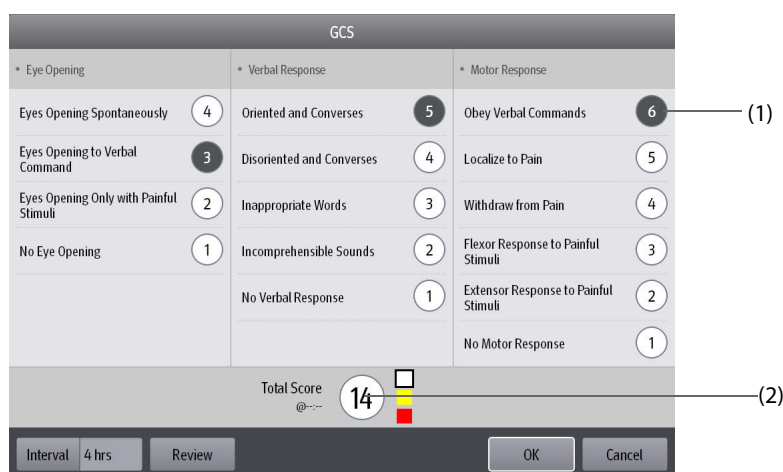 GCS
• Eye Opening
• Verbal Response
• Motor Response
Eyes Opening Spontaneously 4
Oriented and Converses 5
Obey Verbal Commands 6
(1)
Eyes Opening to Verbal
Command 3
Disoriented and Converses 4
Localize to Pain 5
Eyes Opening Only with Painful
Stimuli 2
Inappropriate Words 3
Withdraw from Pain 4
No Eye Opening 1
Incomprehensible Sounds 2
Flexor Response to Painful
Stimuli 3
No Verbal Response 1
Extensor Response to Painful
Stimuli 2
No Motor Response 1
Total Score
@--:--
14
(2)
Interval 4 hrs
Review
OK
Cancel